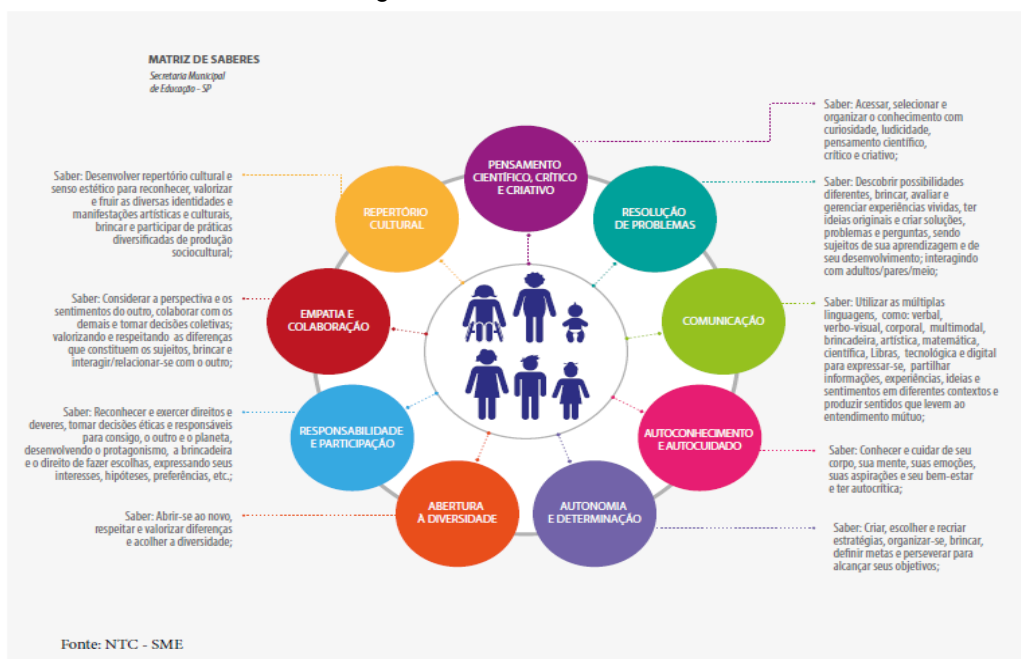 MATRIZ DE SABERES
Secretaria Municipal
de Educação - SP
PENSAMENTO
CIENTÍFICO, CRÍTICO
E CRIATIVO
Saber: Acessar, selecionar e
organizar o conhecimento com
curiosidade, ludicidade,
pensamento científico,
crítico e criativo;
RESOLUÇÃO
DE PROBLEMAS
Saber: Descobrir possibilidades
diferentes, brincar, avaliar e
gerenciar experiências vividas, ter
ideias originais e criar soluções,
problemas e perguntas, sendo
sujeitos de sua aprendizagem e de
seu desenvolvimento; interagindo
com adultos/pares/meio;
COMUNICAÇÃO
Saber: Utilizar as múltiplas
linguagens, como: verbal,
verbo-visual, corporal, multimodal,
brincadeira, artística, matemática,
científica, Libras, tecnológica e digital
para expressar-se, partilhar
informações, experiências, ideias e
sentimentos em diferentes contextos e
produzir sentidos que levem ao
entendimento mútuo;
AUTOCONHECIMENTO
E AUTOCUIDADO
Saber: Conhecer e cuidar de seu
corpo, sua mente, suas emoções,
suas aspirações e seu bem-estar
e ter autocrítica;
AUTONOMIA
E DETERMINAÇÃO
Saber: Criar, escolher e recriar
estratégias, organizar-se, brincar,
definir metas e perseverar para
alcançar seus objetivos;
ABERTURA
À DIVERSIDADE
Saber: Abrir-se ao novo,
respeitar e valorizar diferenças
e acolher a diversidade;
RESPONSABILIDADE
E PARTICIPAÇÃO
Saber: Reconhecer e exercer direitos e
deveres, tomar decisões éticas e responsáveis
para consigo, o outro e o planeta,
desenvolvendo o protagonismo, a brincadeira
e o direito de fazer escolhas, expressando seus
interesses, hipóteses, preferências, etc.;
EMPATIA E
COLABORAÇÃO
Saber: Considerar a perspectiva e os
sentimentos do outro, colaborar com os
demais e tomar decisões coletivas;
valorizando e respeitando as diferenças
que constituem os sujeitos, brincar e
interagir/relacionar-se com o outro;
REPERTÓRIO
CULTURAL
Saber: Desenvolver repertório cultural e
senso estético para reconhecer, valorizar
e fruir as diversas identidades e
manifestações artísticas e culturais,
brincar e participar de práticas
diversificadas de produção
sociocultural;
Fonte: NTC - SME